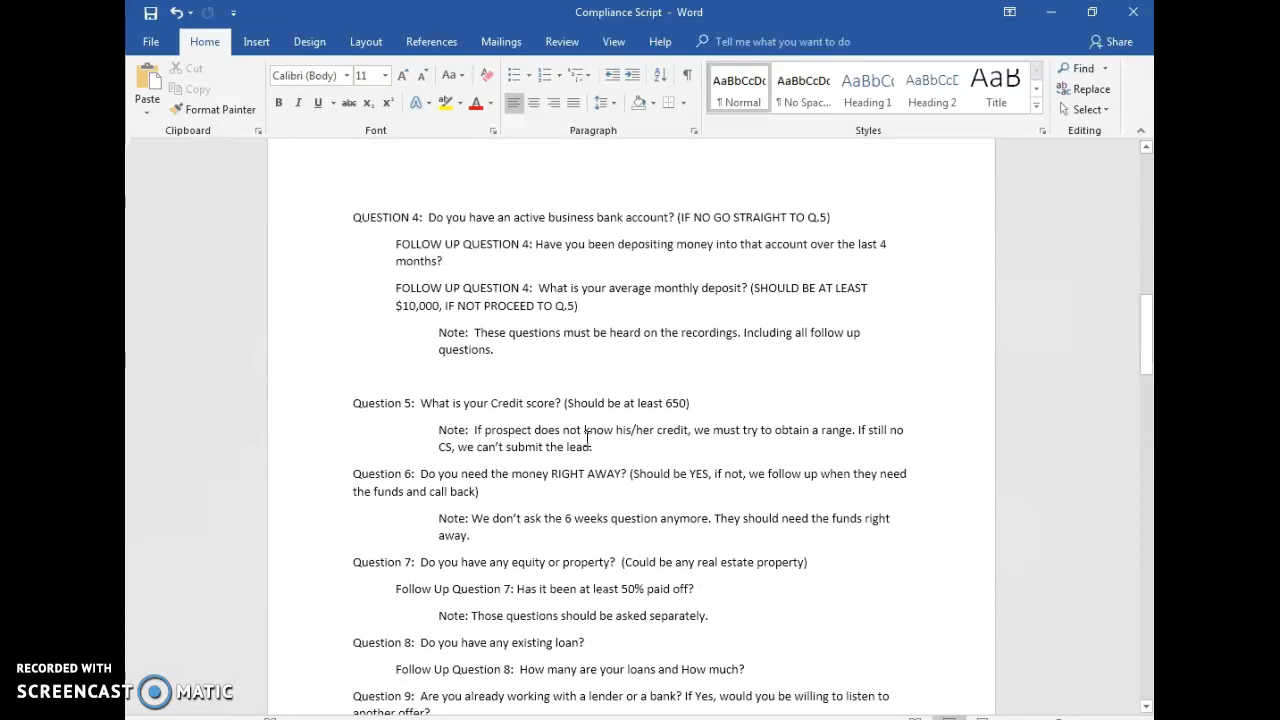 Compliance Script - Word
File Home Insert Design Layout References Mailings Review View Help Tell me what you want to do Share
Paste
Cut
Copy
Format Painter
Clipboard
Calibri (Body) 11
Font
Paragraph
AaBbCcDc AaBbCcDc AaBbCc AaBbCcD AaB
¶ Normal ¶ No Spac... Heading 1 Heading 2 Title
Styles
Find
Replace
Select
Editing
QUESTION 4: Do you have an active business bank account? (IF NO GO STRAIGHT TO Q.5)
FOLLOW UP QUESTION 4: Have you been depositing money into that account over the last 4
months?
FOLLOW UP QUESTION 4: What is your average monthly deposit? (SHOULD BE AT LEAST
$10,000, IF NOT PROCEED TO Q.5)
Note: These questions must be heard on the recordings. Including all follow up
questions.
Question 5: What is your Credit score? (Should be at least 650)
Note: If prospect does not know his/her credit, we must try to obtain a range. If still no
CS, we can't submit the lead.
Question 6: Do you need the money RIGHT AWAY? (Should be YES, if not, we follow up when they need
the funds and call back)
Note: We don't ask the 6 weeks question anymore. They should need the funds right
away.
Question 7: Do you have any equity or property? (Could be any real estate property)
Follow Up Question 7: Has it been at least 50% paid off?
Note: Those questions should be asked separately.
Question 8: Do you have any existing loan?
Follow Up Question 8: How many are your loans and How much?
Question 9: Are you already working with a lender or a bank? If Yes, would you be willing to listen to
another offer?
RECORDED WITH
SCREENCAST MATIC